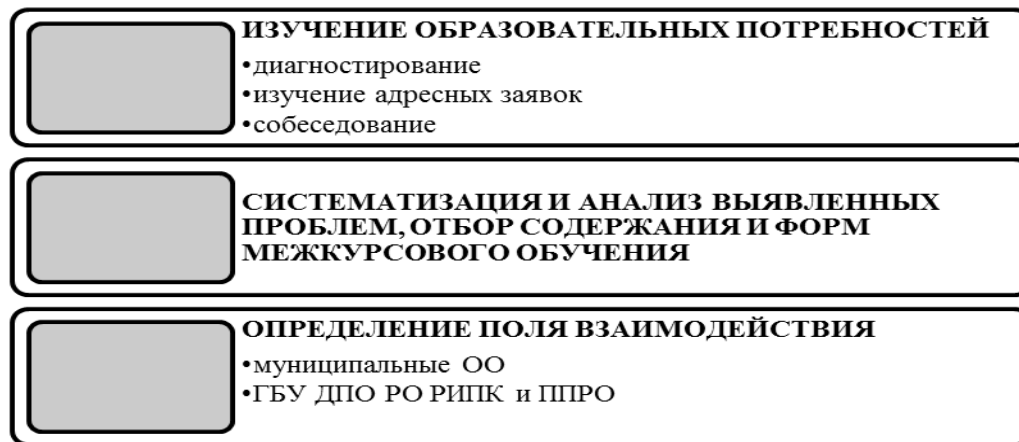 ИЗУЧЕНИЕ ОБРАЗОВАТЕЛЬНЫХ ПОТРЕБНОСТЕЙ
•диагностирование
•изучение адресных заявок
•собеседование
СИСТЕМАТИЗАЦИЯ И АНАЛИЗ ВЫЯВЛЕННЫХ
ПРОБЛЕМ, ОТБОР СОДЕРЖАНИЯ И ФОРМ
МЕЖКУРСОВОГО ОБУЧЕНИЯ
ОПРЕДЕЛЕНИЕ ПОЛЯ ВЗАИМОДЕЙСТВИЯ
•муниципальные ОО
•ГБУ ДПО РО РИПК и ППРО